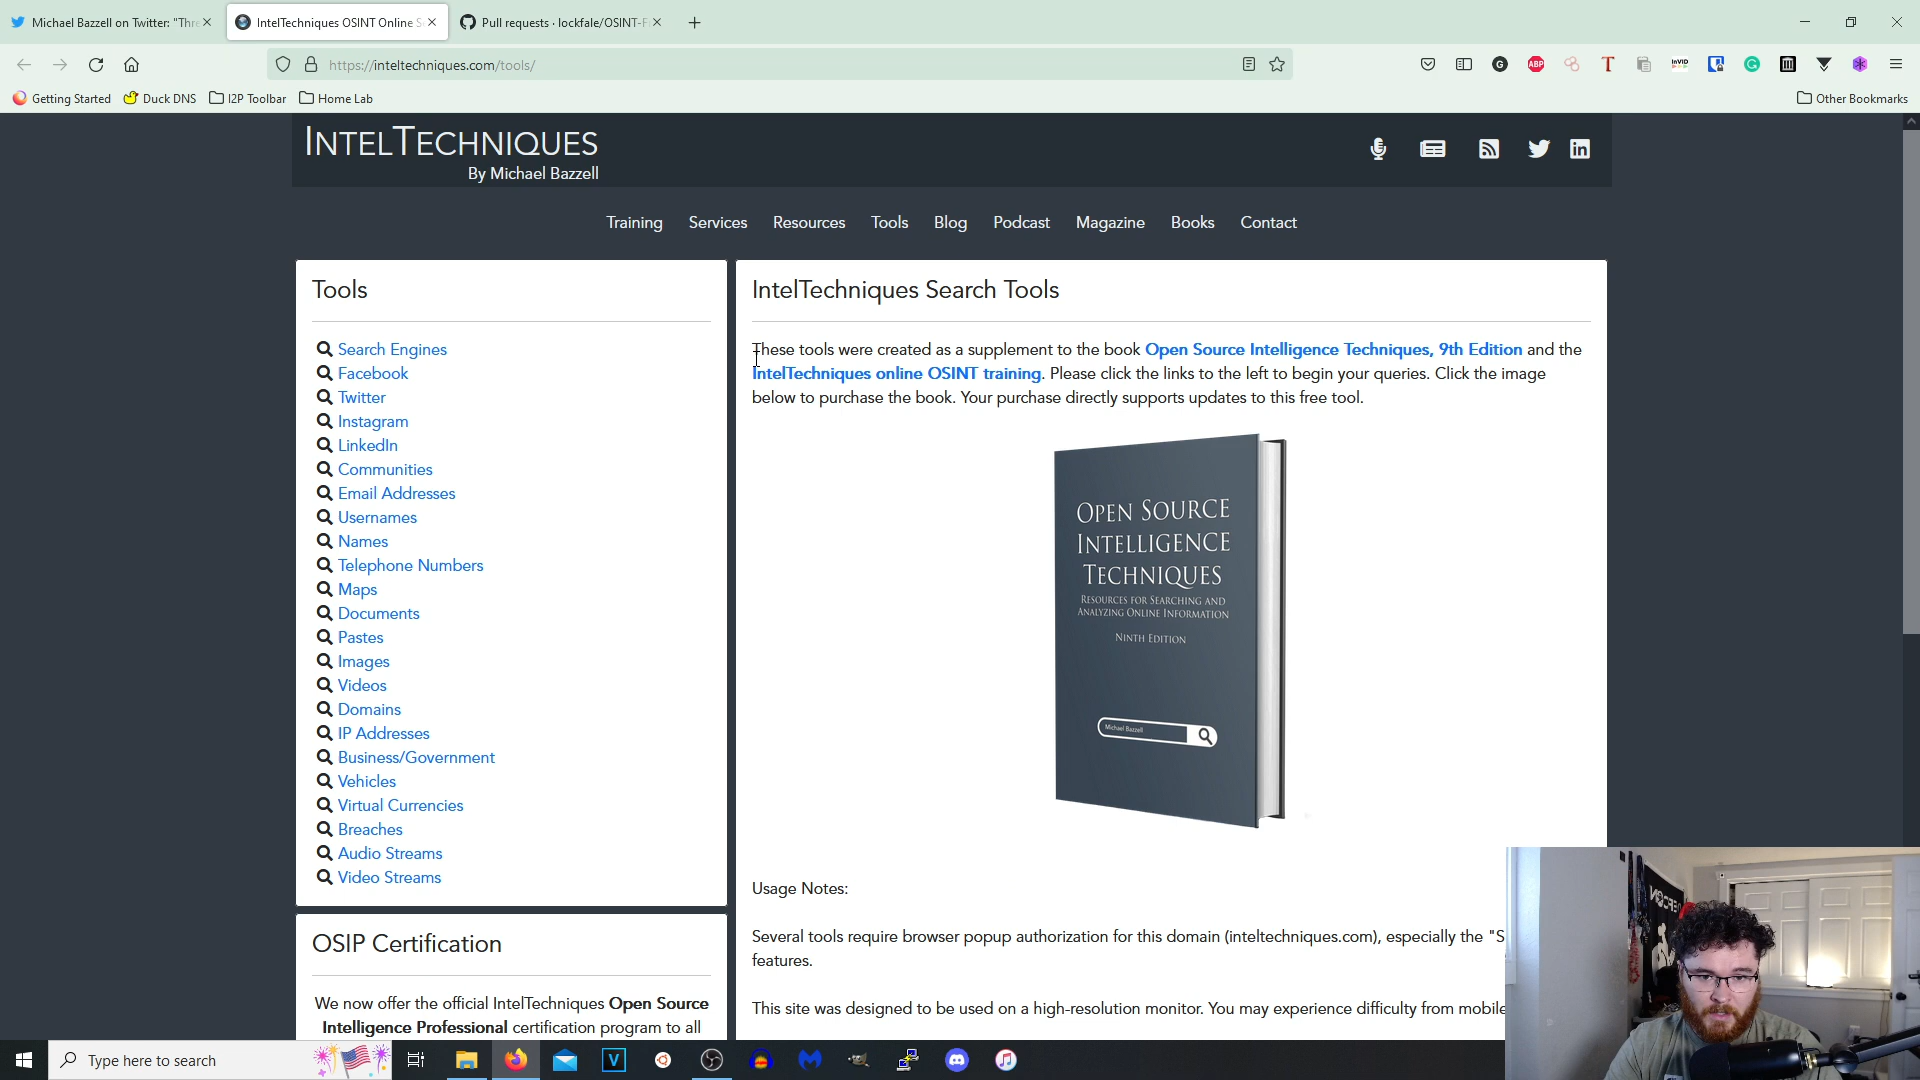 Michael Bazzell on Twitter: "Thre
IntelTechniques OSINT Online S
Pull requests · lockfale/OSINT-F
https://inteltechniques.com/tools/
Getting Started
Duck DNS
I2P Toolbar
Home Lab
Other Bookmarks
INTELTECHNIQUES
By Michael Bazzell
Training
Services
Resources
Tools
Blog
Podcast
Magazine
Books
Contact
Tools
Search Engines
Facebook
Twitter
Instagram
LinkedIn
Communities
Email Addresses
Usernames
Names
Telephone Numbers
Maps
Documents
Pastes
Images
Videos
Domains
IP Addresses
Business/Government
Vehicles
Virtual Currencies
Breaches
Audio Streams
Video Streams
OSIP Certification
We now offer the official IntelTechniques Open Source
Intelligence Professional certification program to all
IntelTechniques Search Tools
These tools were created as a supplement to the book Open Source Intelligence Techniques, 9th Edition and the
IntelTechniques online OSINT training. Please click the links to the left to begin your queries. Click the image
below to purchase the book. Your purchase directly supports updates to this free tool.
OPEN SOURCE
INTELLIGENCE
TECHNIQUES
RESOURCES FOR SEARCHING AND
ANALYZING ONLINE INFORMATION
NINTH EDITION
Michael Bazzell
Usage Notes:
Several tools require browser popup authorization for this domain (inteltechniques.com), especially the "S
features.
This site was designed to be used on a high-resolution monitor. You may experience difficulty from mobile
Type here to search